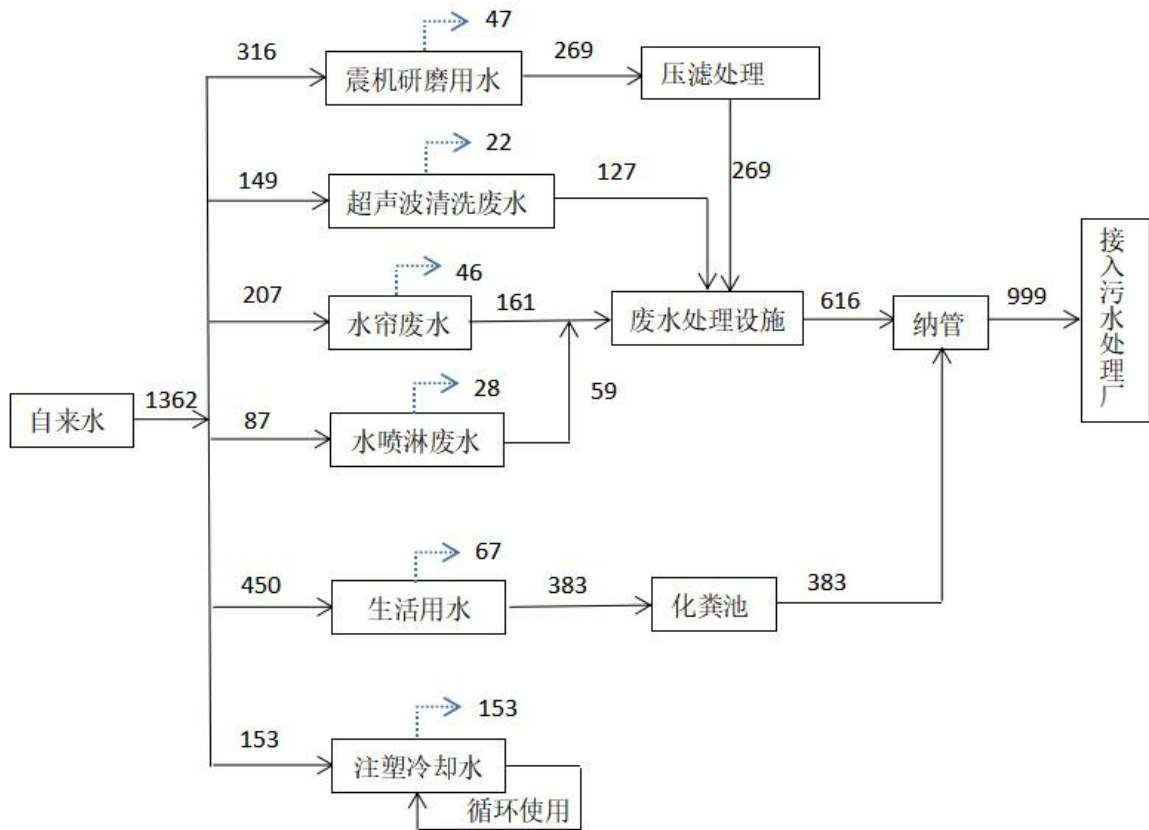 47
316
269
震机研磨用水
压滤处理
22
149
127
269
超声波清洗废水
接入污水处理厂
46
207
161
616
999
水帘废水
废水处理设施
纳管
28
59
1362
87
自来水
水喷淋废水
67
450
383
383
生活用水
化粪池
153
153
注塑冷却水
循环使用